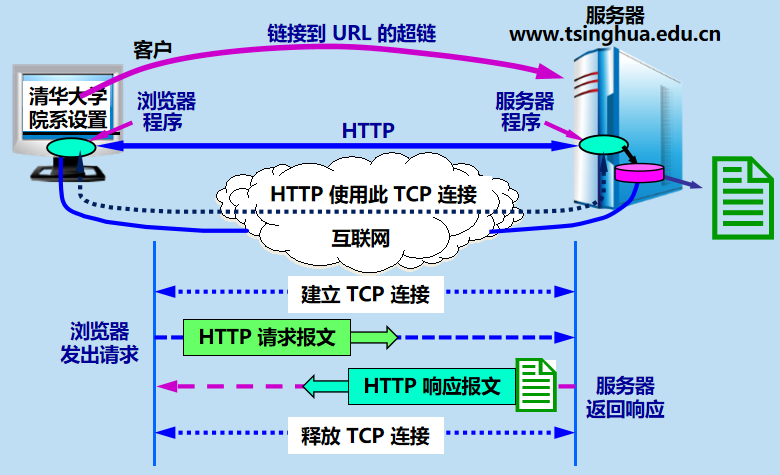 服务器
www.tsinghua.edu.cn
链接到 URL 的超链
客户
清华大学
院系设置
浏览器
程序
服务器
程序
HTTP
HTTP 使用此 TCP 连接
互联网
建立 TCP 连接
浏览器
发出请求
HTTP 请求报文
HTTP 响应报文
服务器
返回响应
释放 TCP 连接